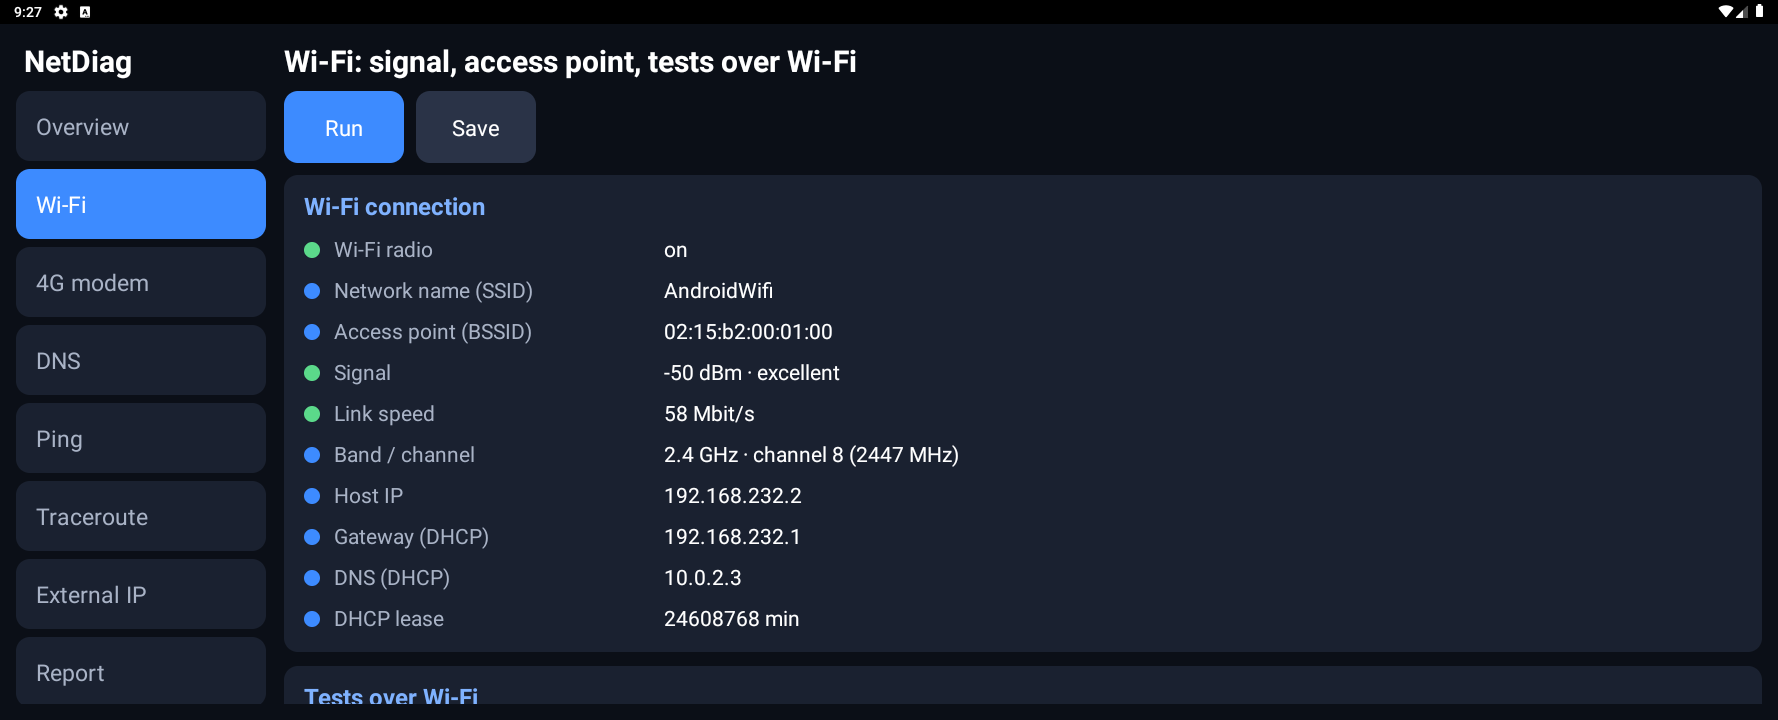 9:27
NetDiag
Wi-Fi: signal, access point, tests over Wi-Fi
Overview
Wi-Fi
4G modem
DNS
Ping
Traceroute
External IP
Report
Run
Save
Wi-Fi connection
Wi-Fi radio on
Network name (SSID) AndroidWifi
Access point (BSSID) 02:15:b2:00:01:00
Signal -50 dBm · excellent
Link speed 58 Mbit/s
Band / channel 2.4 GHz · channel 8 (2447 MHz)
Host IP 192.168.232.2
Gateway (DHCP) 192.168.232.1
DNS (DHCP) 10.0.2.3
DHCP lease 24608768 min
Tests over Wi-Fi